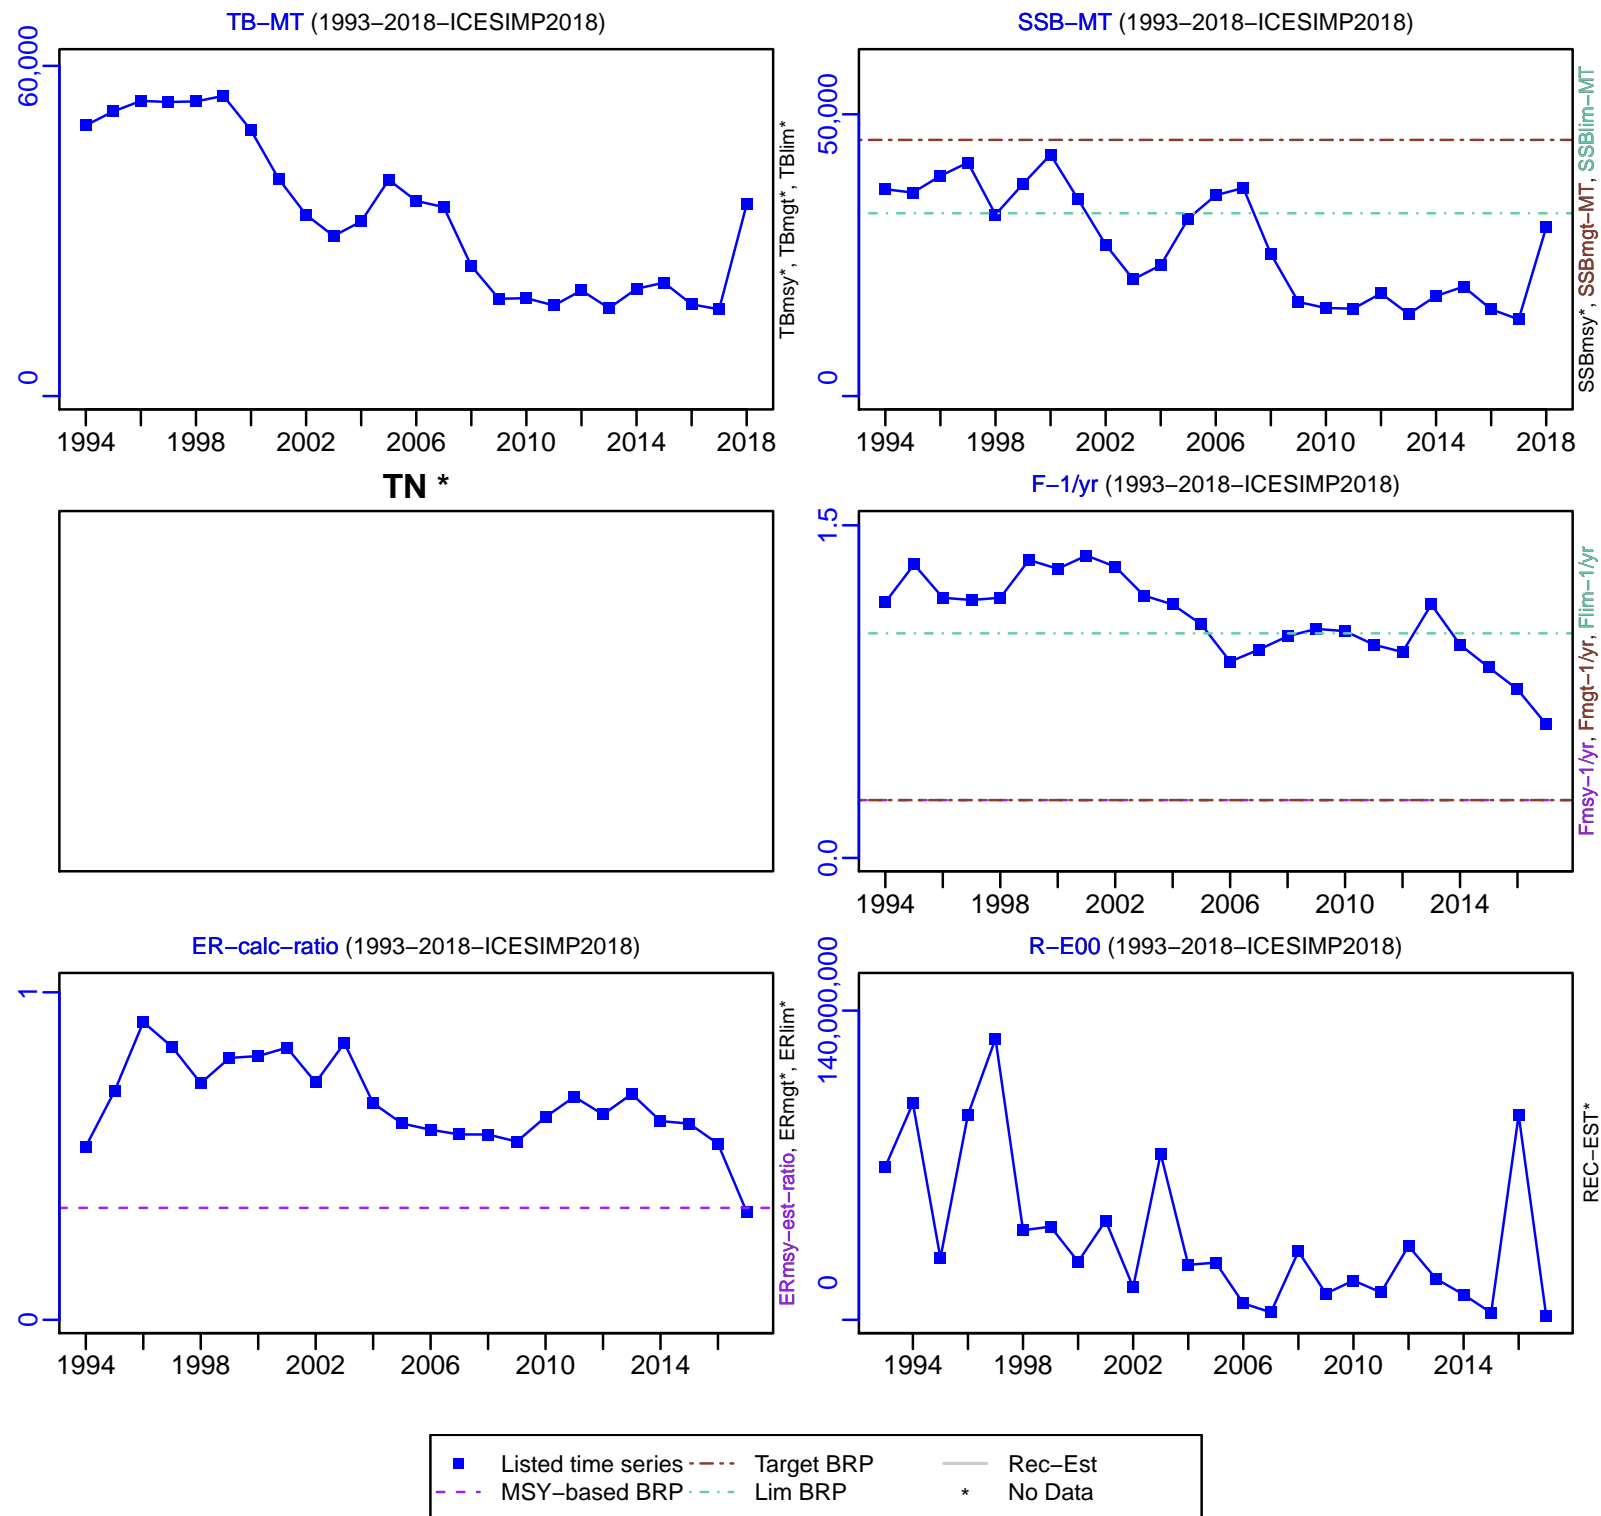 TB−MT (1993−2018−ICESIMP2018)
60,000
0
1994 1998 2002 2006 2010 2014 2018
TBmsy*, TBmgt*, TBlim*
SSB−MT (1993−2018−ICESIMP2018)
50,000
0
1994 1998 2002 2006 2010 2014 2018
SSBmsy*, SSBmgt−MT, SSBlim−MT
TN *
F−1/yr (1993−2018−ICESIMP2018)
1.5
0.0
1994 1998 2002 2006 2010 2014
Fmsy−1/yr, Fmgt−1/yr, Flim−1/yr
ER−calc−ratio (1993−2018−ICESIMP2018)
1
0
1994 1998 2002 2006 2010 2014
ERmsy−est−ratio, ERmgt*, ERlim*
R−E00 (1993−2018−ICESIMP2018)
140,000,000
0
1994 1998 2002 2006 2010 2014
REC−EST*
Listed time series Target BRP Rec−Est
MSY−based BRP Lim BRP * No Data